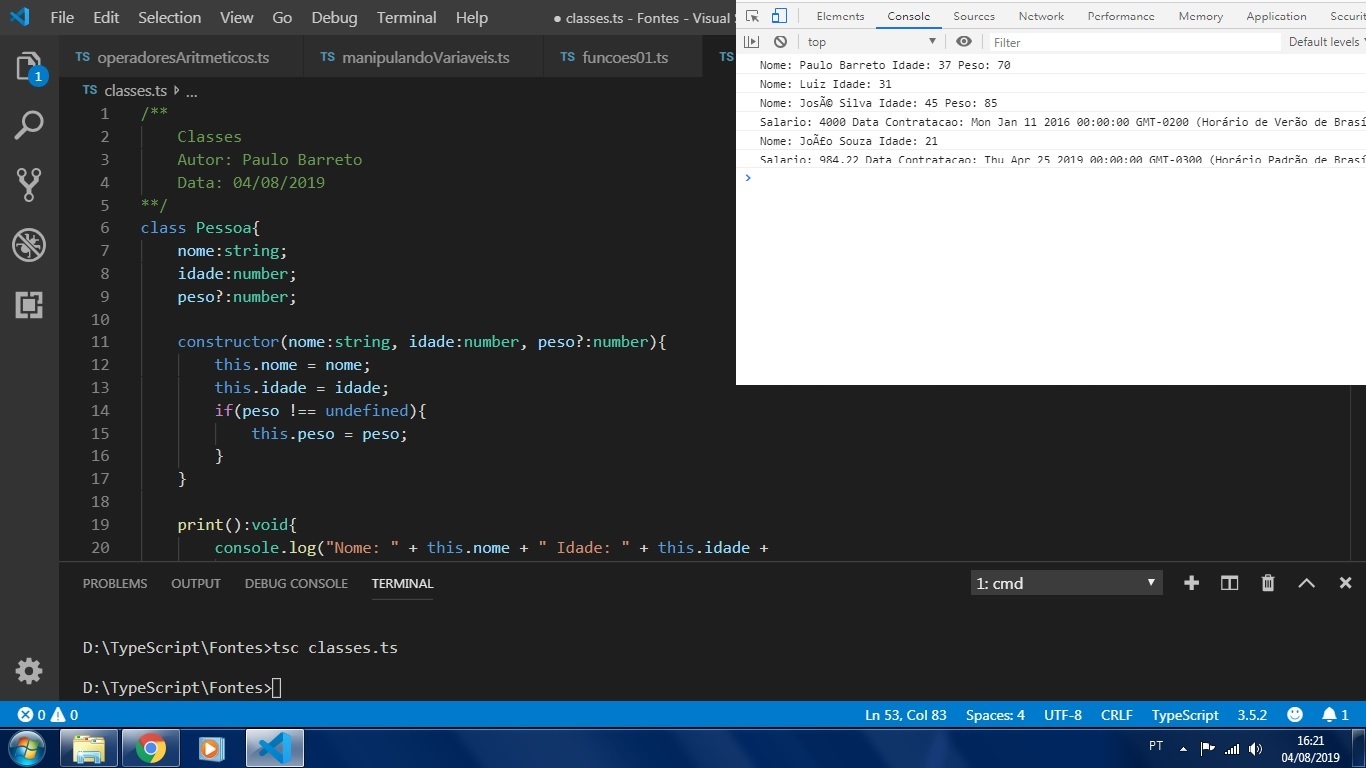 File Edit Selection View Go Debug Terminal Help
● classes.ts - Fontes - Visual
TS operadoresAritmeticos.ts
TS manipulandoVariaveis.ts
TS funcoes01.ts
TS
TS classes.ts ...
1 /**
2 Classes
3 Autor: Paulo Barreto
4 Data: 04/08/2019
5 **/
6 class Pessoa{
7 nome:string;
8 idade:number;
9 peso?:number;
10
11 constructor(nome:string, idade:number, peso?:number){
12 this.nome = nome;
13 this.idade = idade;
14 if(peso !== undefined){
15 this.peso = peso;
16 }
17 }
18
19 print():void{
20 console.log("Nome: " + this.nome + " Idade: " + this.idade +
Elements Console Sources Network Performance Memory Application Securit
top
Filter
Default levels
Nome: Paulo Barreto Idade: 37 Peso: 70
Nome: Luiz Idade: 31
Nome: José Silva Idade: 45 Peso: 85
Salario: 4000 Data Contratacao: Mon Jan 11 2016 00:00:00 GMT-0200 (Horário de Verão de Brasí
Nome: João Souza Idade: 21
Salario: 984.22 Data Contratacao: Thu Apr 25 2019 00:00:00 GMT-0300 (Horário Padrão de Brasí
>
PROBLEMS OUTPUT DEBUG CONSOLE TERMINAL
1: cmd
D:\TypeScript\Fontes>tsc classes.ts
D:\TypeScript\Fontes>
0 0
Ln 53, Col 83 Spaces: 4 UTF-8 CRLF TypeScript 3.5.2 1
1
PT
16:21
04/08/2019